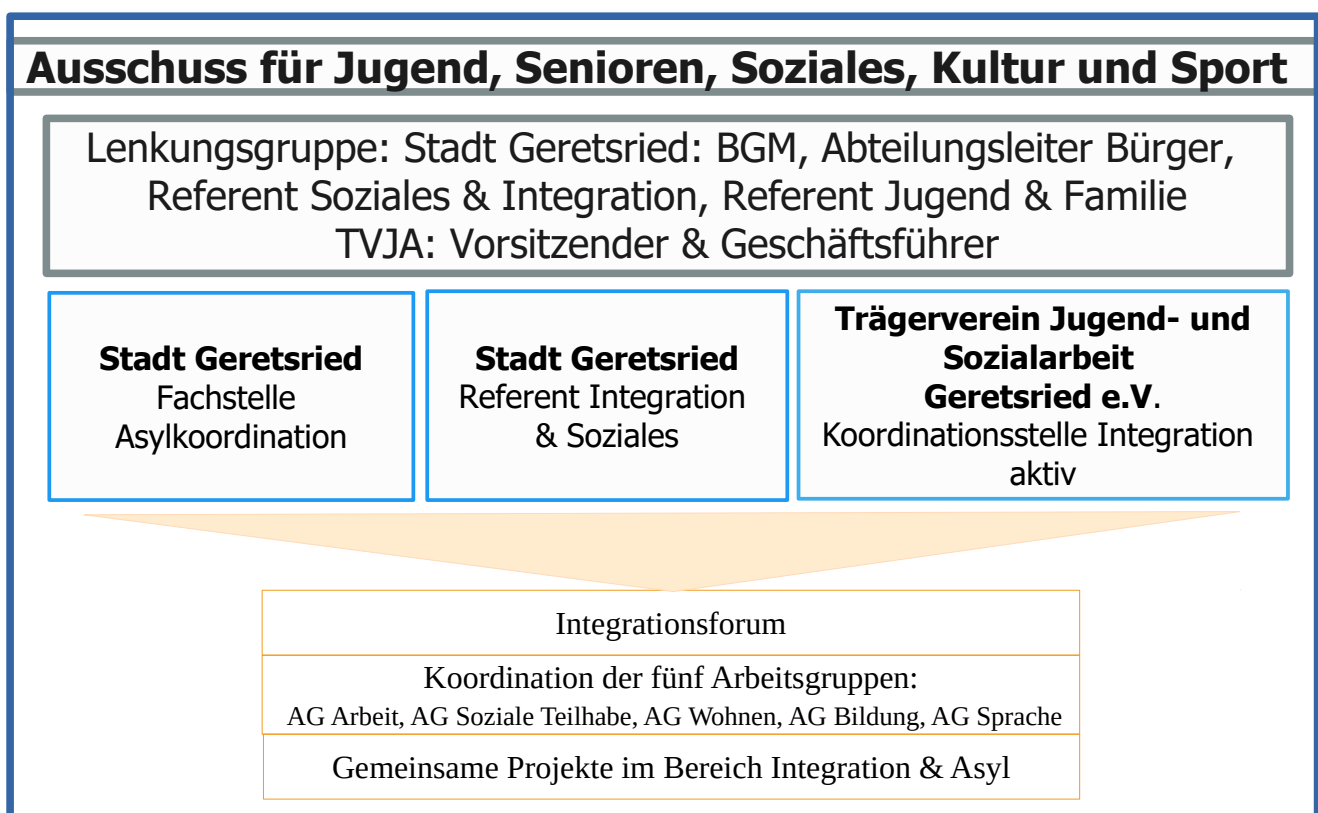 Ausschuss für Jugend, Senioren, Soziales, Kultur und Sport
Lenkungsgruppe: Stadt Geretsried: BGM, Abteilungsleiter Bürger,
Referent Soziales & Integration, Referent Jugend & Familie
TVJA: Vorsitzender & Geschäftsführer
Stadt Geretsried
Fachstelle
Asylkoordination
Stadt Geretsried
Referent Integration
& Soziales
Trägerverein Jugend- und
Sozialarbeit
Geretsried e.V.
Koordinationsstelle Integration
aktiv
Integrationsforum
Koordination der fünf Arbeitsgruppen:
AG Arbeit, AG Soziale Teilhabe, AG Wohnen, AG Bildung, AG Sprache
Gemeinsame Projekte im Bereich Integration & Asyl